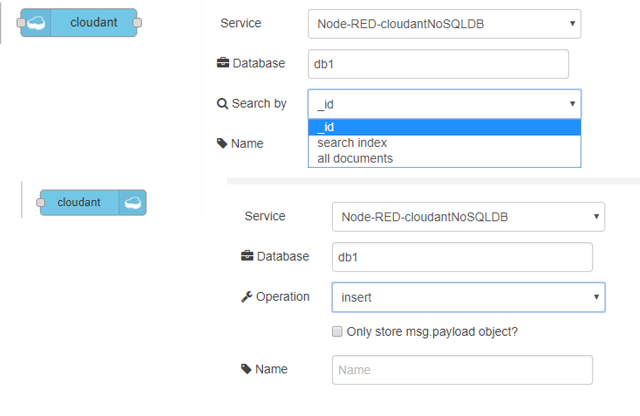 cloudant
Service Node-RED-cloudantNoSQLDB
Database db1
Search by _id
_id
Name search index
all documents
cloudant
Service Node-RED-cloudantNoSQLDB
Database db1
Operation insert
Only store msg.payload object?
Name Name